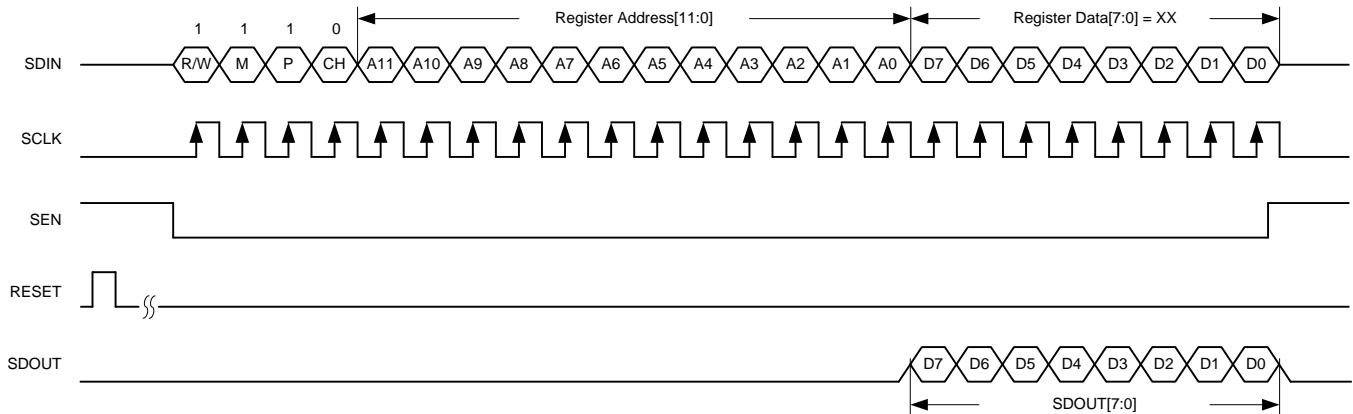 Register Address[11:0] Register Data[7:0] = XX
1 1 1 0
SDIN R/W M P CH A11 A10 A9 A8 A7 A6 A5 A4 A3 A2 A1 A0 D7 D6 D5 D4 D3 D2 D1 D0
SCLK
SEN
RESET
SDOUT D7 D6 D5 D4 D3 D2 D1 D0
SDOUT[7:0]